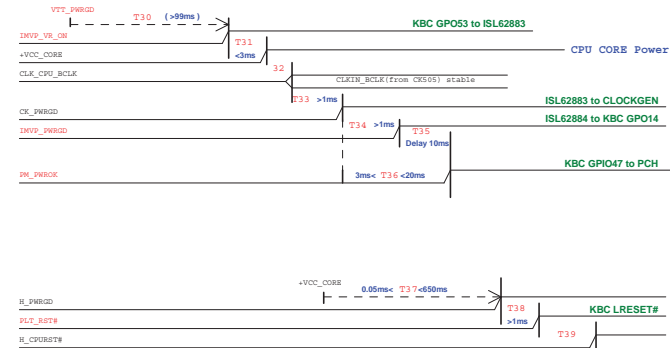 VTT_PWRGD
T30 (>99ms)
KBC GPO53 to ISL62883
IMVP_VR_ON
T31
<3ms
+VCC_CORE
CPU CORE Power
32
CLK_CPU_BCLK
CLKIN_BCLK(from CK505) stable
T33 >1ms
ISL62883 to CLOCKGEN
CK_PWRGD
T34 >1ms
ISL62884 to KBC GPO14
IMVP_PWRGD
T35
Delay 10ms
KBC GPIO47 to PCH
PM_PWROK
3ms< T36 <20ms
+VCC_CORE
0.05ms< T37 <650ms
H_PWRGD
T38
KBC LRESET#
PLT_RST#
>1ms
T39
H_CPURST#